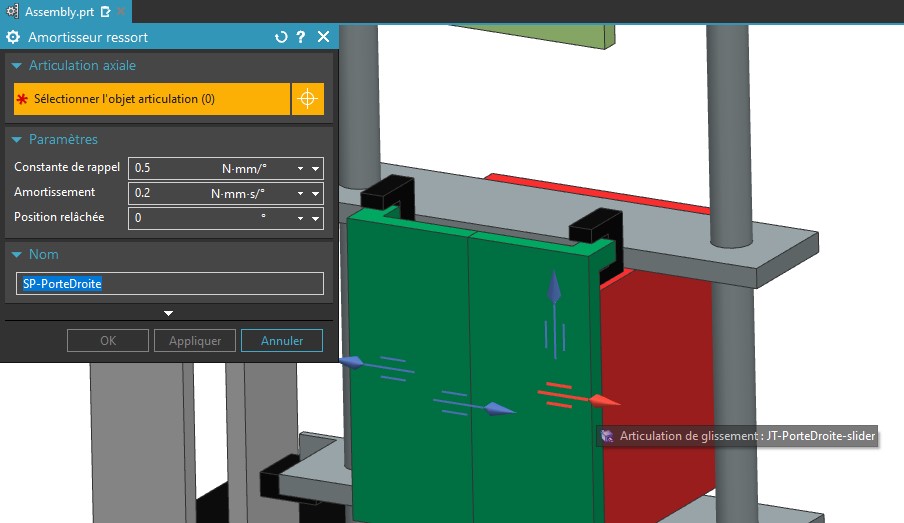 Assembly.prt
Amortisseur ressort
Articulation axiale
* Sélectionner l'objet articulation (0)
Paramètres
Constante de rappel 0.5 N·mm/°
Amortissement 0.2 N·mm·s/°
Position relâchée 0 °
Nom
SP-PorteDroite
OK Appliquer Annuler
Articulation de glissement : JT-PorteDroite-slider